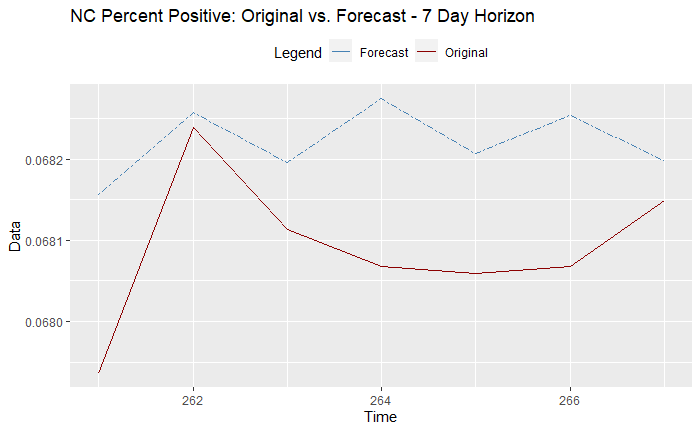 NC Percent Positive: Original vs. Forecast - 7 Day Horizon
Legend Forecast Original
0.0682
0.0681
0.0680
Data
262 264 266
Time